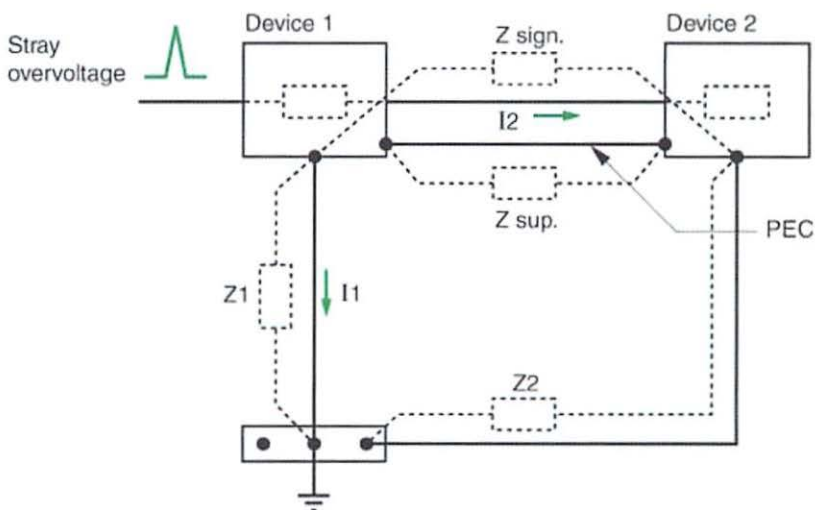 Device 1
Device 2
Stray
overvoltage
Z sign.
I2
Z sup.
PEC
Z1
I1
Z2